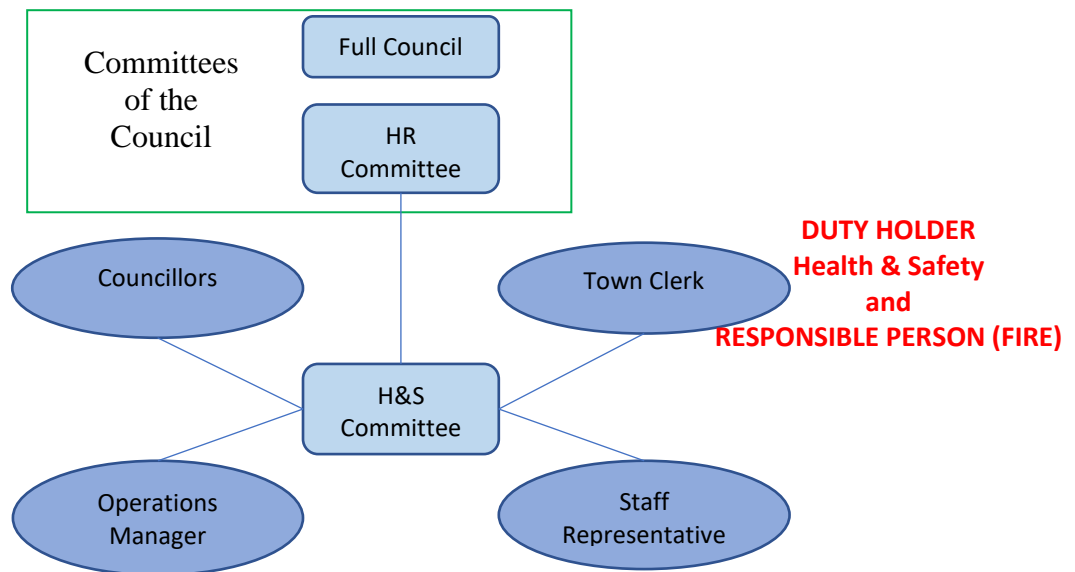 Committees
of the
Council
Full Council
HR
Committee
Councillors
Town Clerk
DUTY HOLDER
Health & Safety
and
RESPONSIBLE PERSON (FIRE)
H&S
Committee
Operations
Manager
Staff
Representative